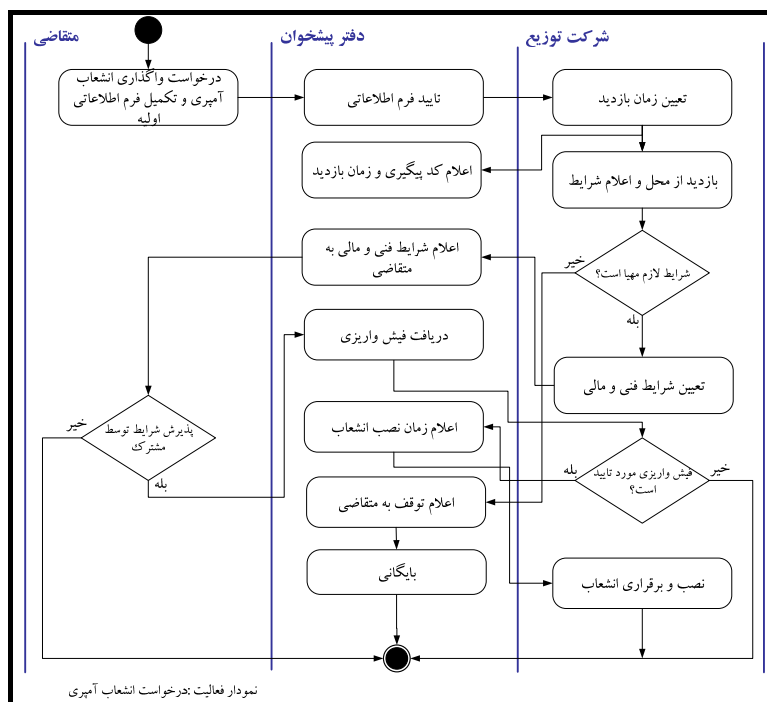 متقاضی
دفتر پیشخوان
شرکت توزیع
درخواست واگذاری انشعاب
آمپری و تکمیل فرم اطلاعاتی
اولیه
تایید فرم اطلاعاتی
تعیین زمان بازدید
اعلام کد پیگیری و زمان بازدید
بازدید از محل و اعلام شرایط
اعلام شرایط فنی و مالی به
متقاضی
خیر
شرایط لازم مهیا است؟
بله
دریافت فیش واریزی
تعیین شرایط فنی و مالی
خیر
پذیرش شرایط توسط
مشترک
بله
اعلام زمان نصب انشعاب
بله
فیش واریزی مورد تایید
است؟
خیر
اعلام توقف به متقاضی
بایگانی
نصب و برقراری انشعاب
نمودار فعالیت :درخواست انشعاب آمپری